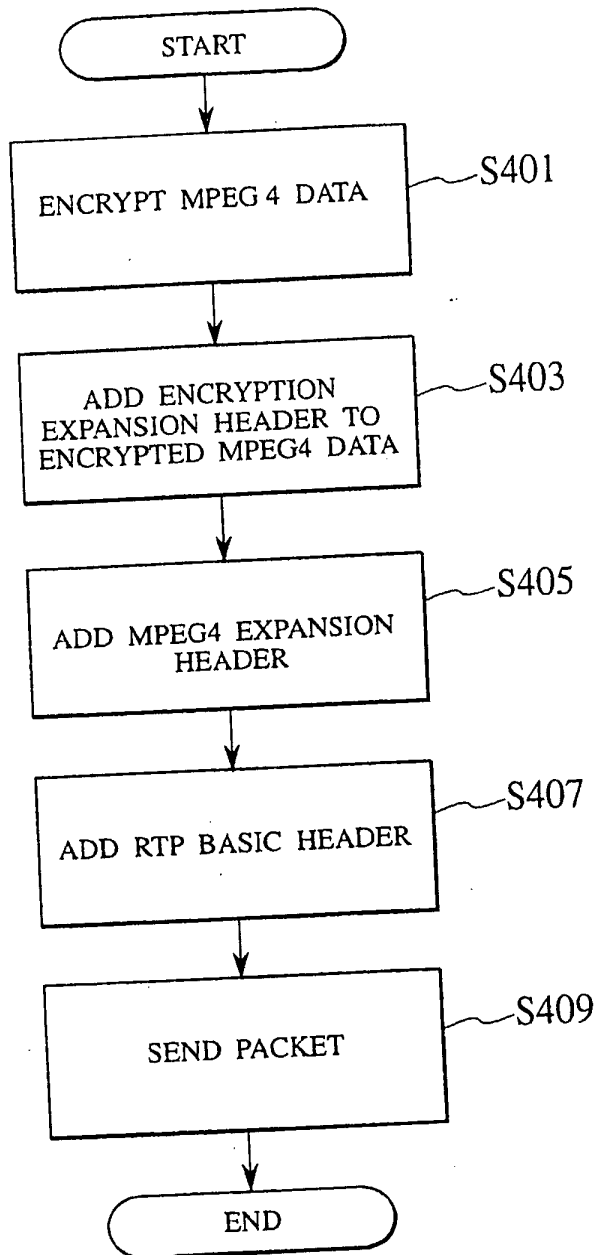 START
ENCRYPT MPEG 4 DATA
S401
ADD ENCRYPTION
EXPANSION HEADER TO
ENCRYPTED MPEG4 DATA
S403
ADD MPEG4 EXPANSION
HEADER
S405
ADD RTP BASIC HEADER
S407
SEND PACKET
S409
END